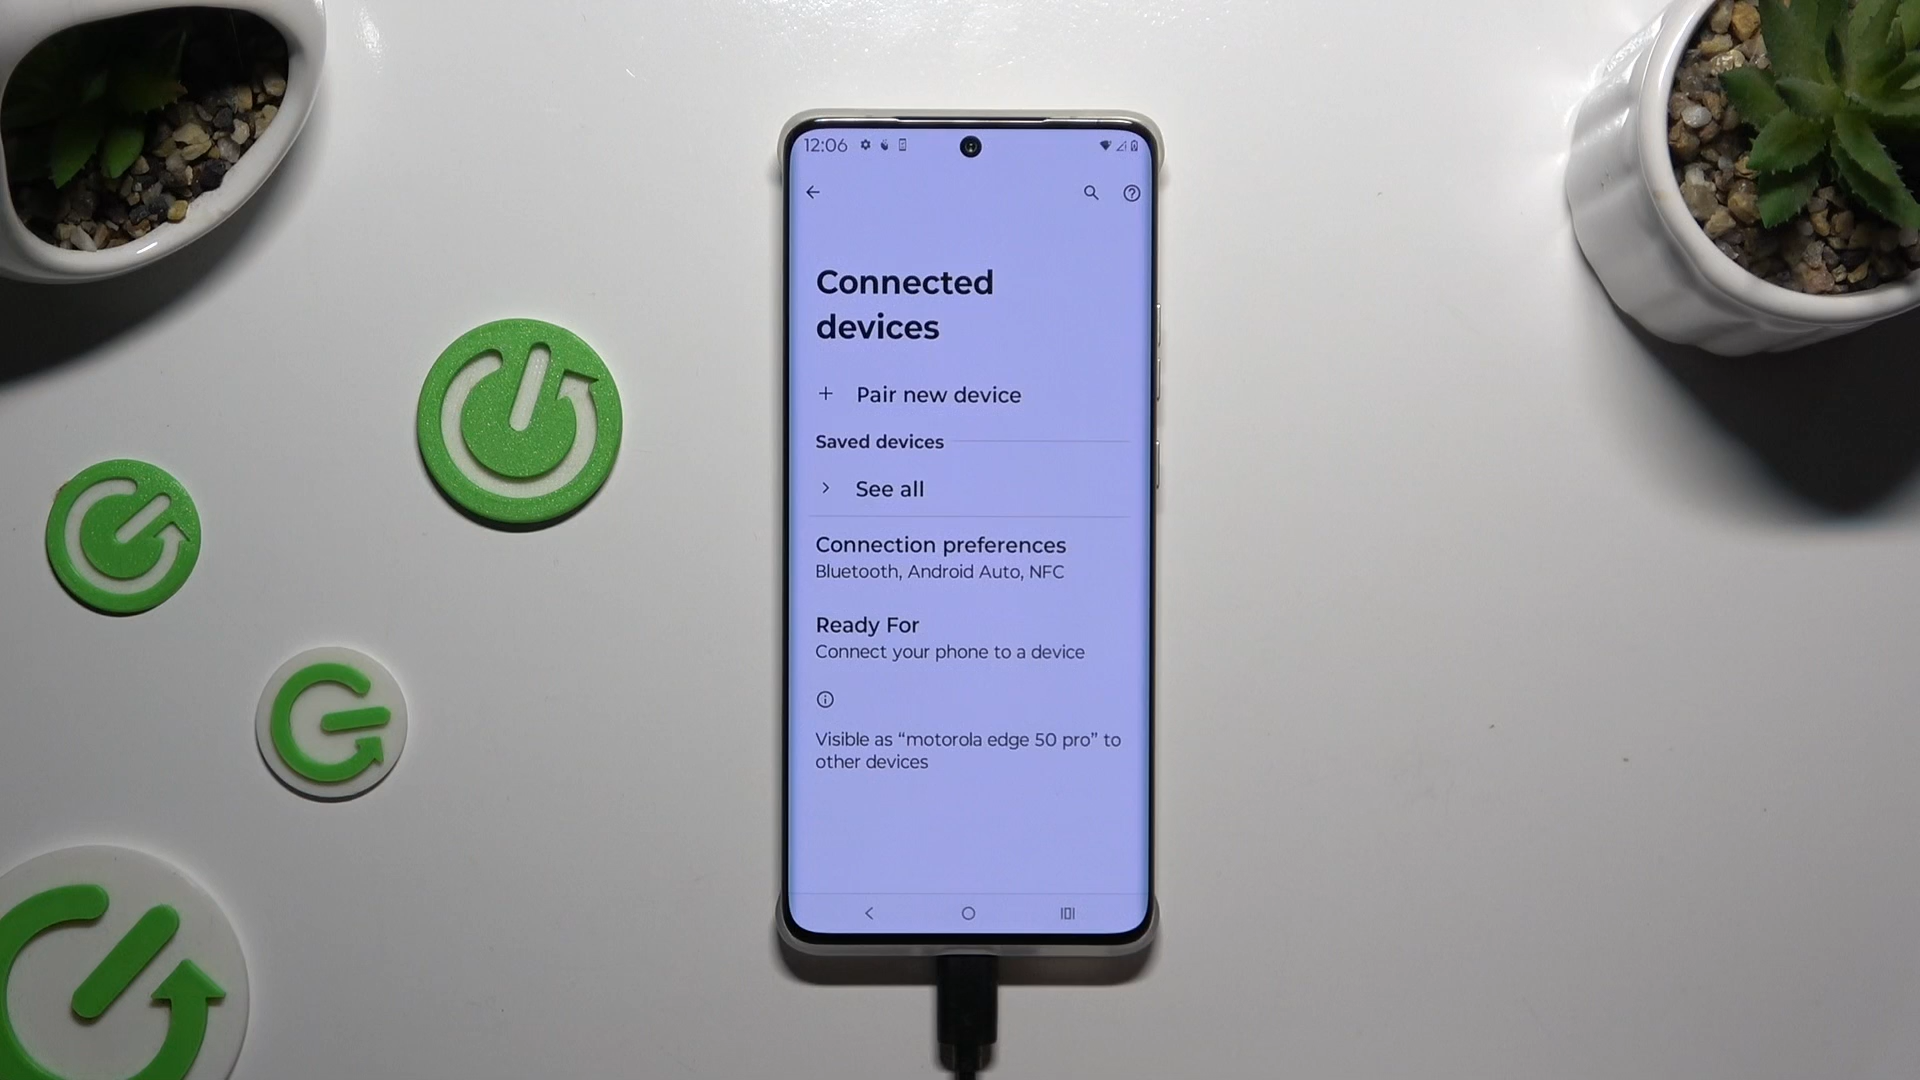 12:06
Connected
devices
+ Pair new device
Saved devices
See all
Connection preferences
Bluetooth, Android Auto, NFC
Ready For
Connect your phone to a device
Visible as “motorola edge 50 pro” to
other devices